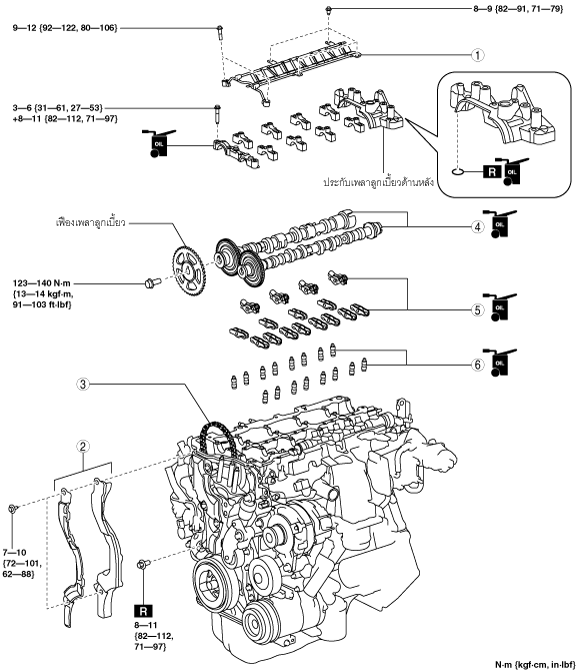 8—9 {82—91, 71—79}
9—12 {92—122, 80—106}
1
3—6 {31—61, 27—53}
+8—11 {82—112, 71—97}
OIL
R
OIL
ประกับเพลาลูกเบี้ยวด้านหลัง
เฟืองเพลาลูกเบี้ยว
4
OIL
123—140 N·m
{13—14 kgf·m,
91—103 ft·lbf}
5
OIL
6
OIL
3
2
7—10
{72—101,
62—88}
R
8—11
{82—112,
71—97}
N·m {kgf·cm, in·lbf}